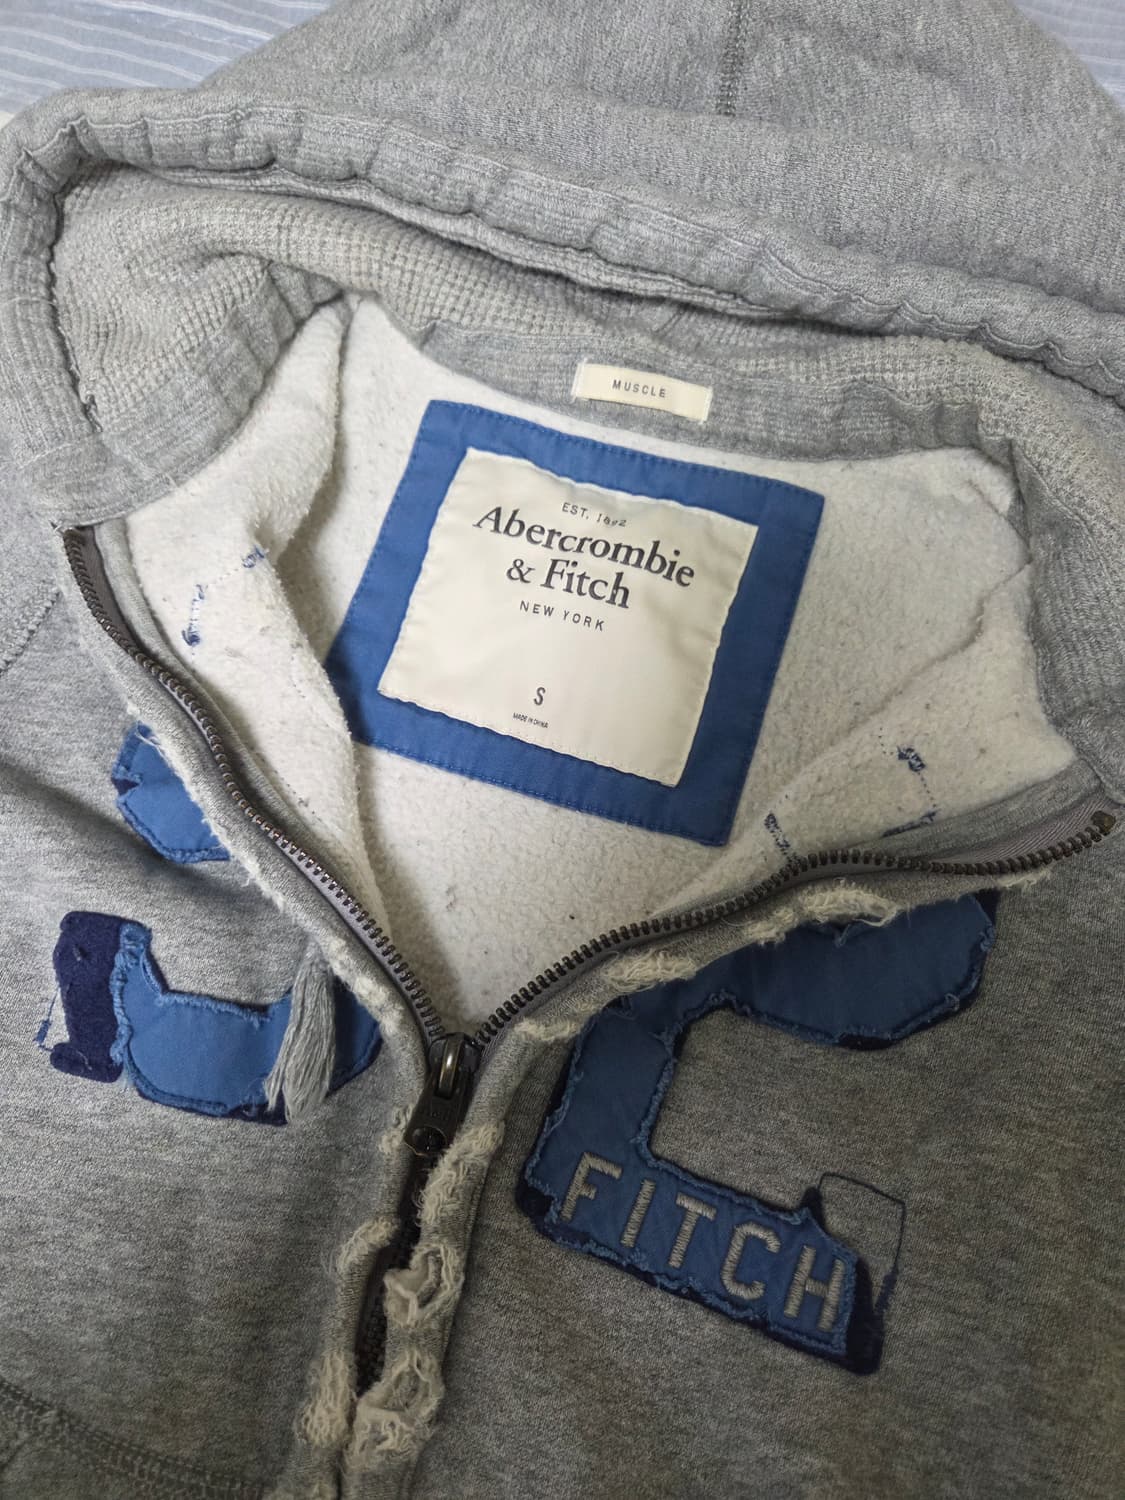 MUSCLE
EST. 1892
Abercrombie
& Fitch
NEW YORK
S
MADE IN CHINA
FITCH